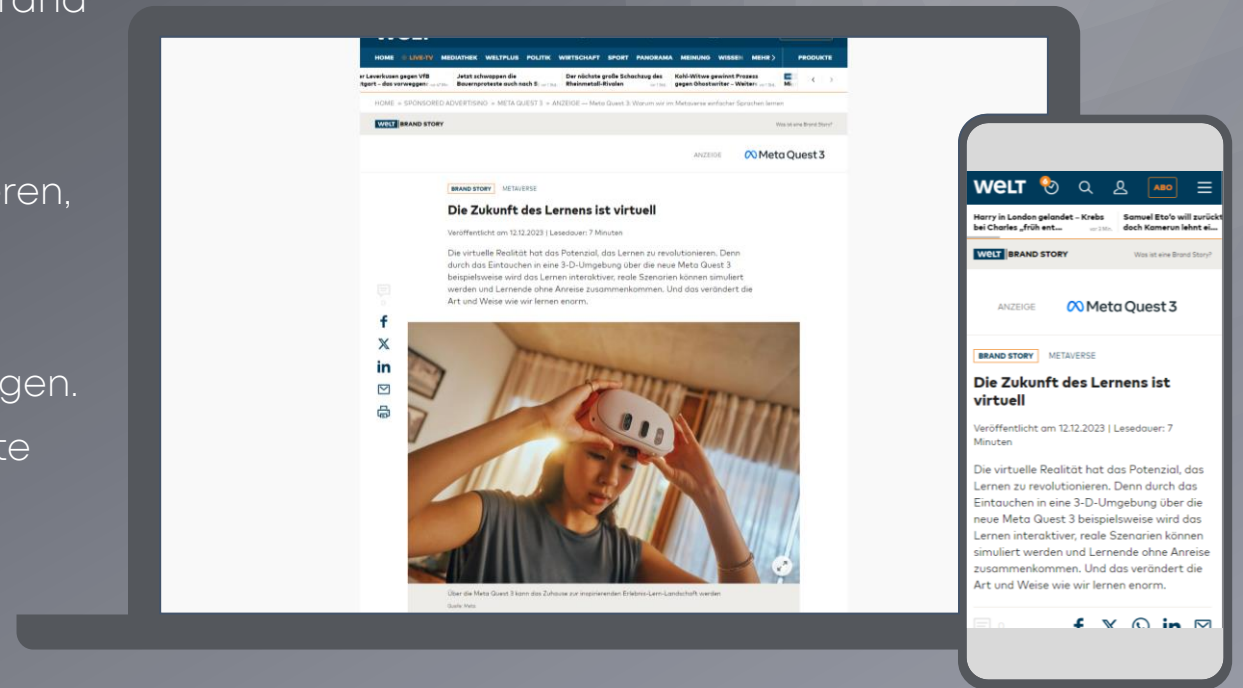 eren,
gen.
te
HOME LIVE-TV MEDIATHEK WELTPLUS POLITIK WIRTSCHAFT SPORT PANORAMA MEINUNG WISSEN MEHR PRODUKTE
er Leverkusen gegen VfB
Jetzt schwappen die
Der nächste große Schachzug des
Kohl-Witwe gewinnt Prozess
Bauernproteste auch nach S
Rheinmetall-Rivalen
gegen Ghostwriter – Weiter
HOME » SPONSORED ADVERTISING » META QUEST 3 » ANZEIGE — Meta Quest 3: Warum wir im Metaverse einfacher Sprachen lernen
WELT BRAND STORY
Was ist eine Brand Story?
ANZEIGE
Meta Quest 3
BRAND STORY METAVERSE
Die Zukunft des Lernens ist virtuell
Veröffentlicht am 12.12.2023 | Lesedauer: 7 Minuten
Die virtuelle Realität hat das Potenzial, das Lernen zu revolutionieren. Denn
durch das Eintauchen in eine 3-D-Umgebung über die neue Meta Quest 3
beispielsweise wird das Lernen interaktiver, reale Szenarien können simuliert
werden und Lernende ohne Anreise zusammenkommen. Und das verändert die
Art und Weise wie wir lernen enorm.
Über die Meta Quest 3 kann das Zuhause zur inspirierenden Erlebnis-Lern-Landschaft werden
Quelle: Meta
WELT
ABO
Harry in London gelandet – Krebs
bei Charles „früh ent...
Samuel Eto'o will zurückt
doch Kamerun lehnt ei...
WELT BRAND STORY
Was ist eine Brand Story?
ANZEIGE
Meta Quest 3
BRAND STORY METAVERSE
Die Zukunft des Lernens ist
virtuell
Veröffentlicht am 12.12.2023 | Lesedauer: 7
Minuten
Die virtuelle Realität hat das Potenzial, das
Lernen zu revolutionieren. Denn durch das
Eintauchen in eine 3-D-Umgebung über die
neue Meta Quest 3 beispielsweise wird das
Lernen interaktiver, reale Szenarien können
simuliert werden und Lernende ohne Anreise
zusammenkommen. Und das verändert die
Art und Weise wie wir lernen enorm.